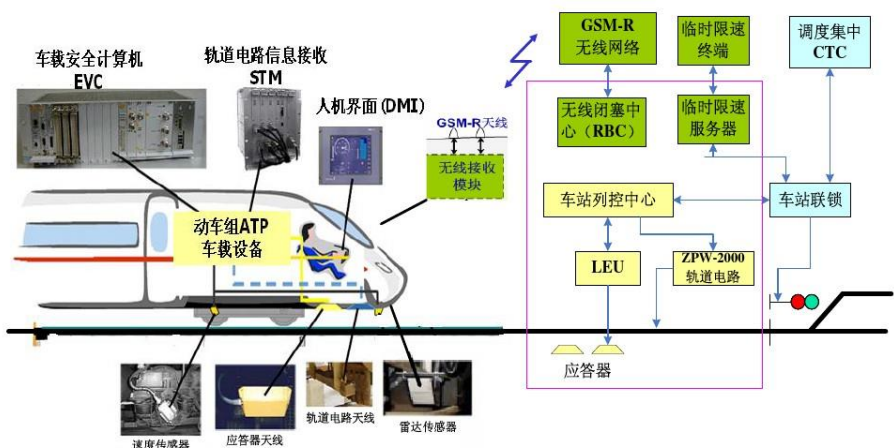 车载安全计算机
EVC
轨道电路信息接收
STM
人机界面(DMI)
GSM-R天线
无线接收
模块
动车组ATP
车载设备
速度传感器
应答器天线
轨道电路天线
雷达传感器
GSM-R
无线网络
临时限速
终端
调度集中
CTC
无线闭塞中
心（RBC）
临时限速
服务器
车站列控中心
车站联锁
LEU
ZPW-2000
轨道电路
应答器